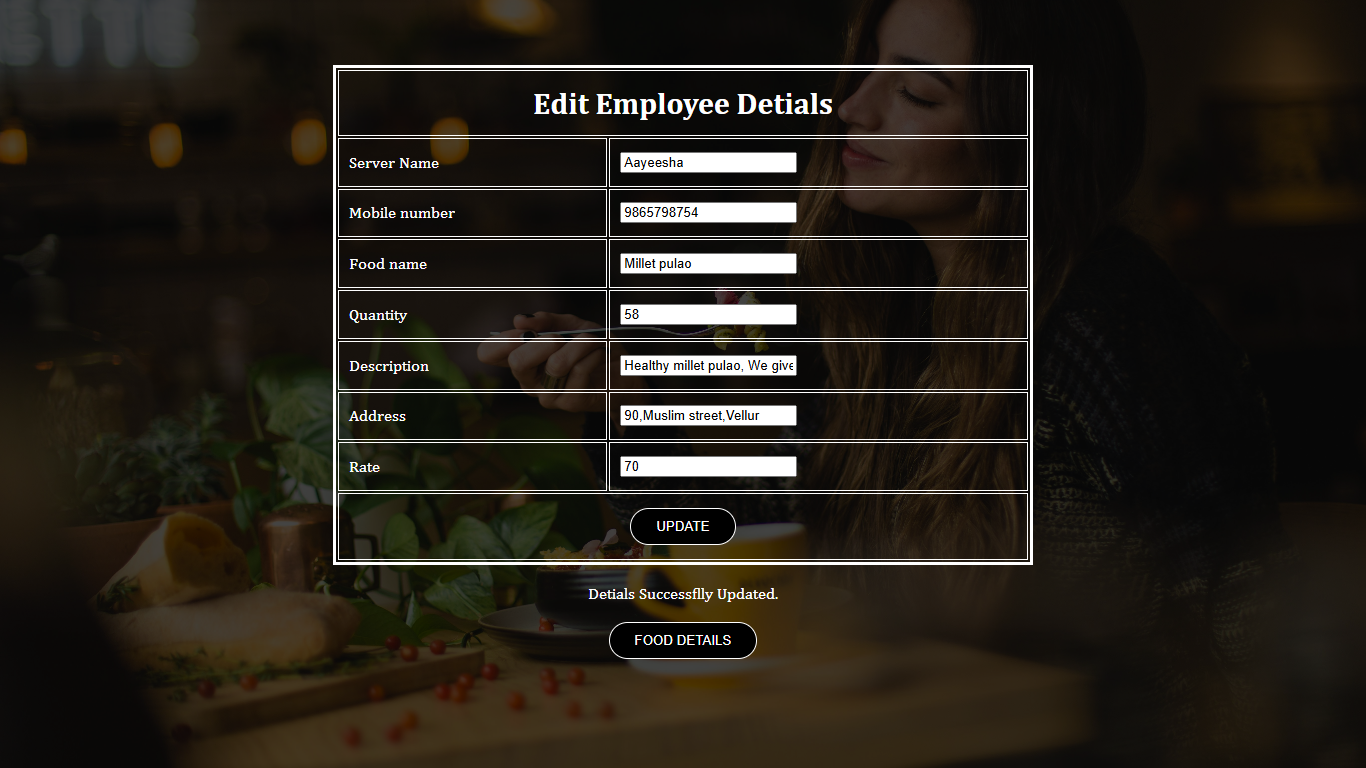 Edit Employee Detials
Server Name Aayeesha
Mobile number 9865798754
Food name Millet pulao
Quantity 58
Description Healthy millet pulao, We give
Address 90,Muslim street,Vellur
Rate 70
UPDATE
Detials Successflly Updated.
FOOD DETAILS